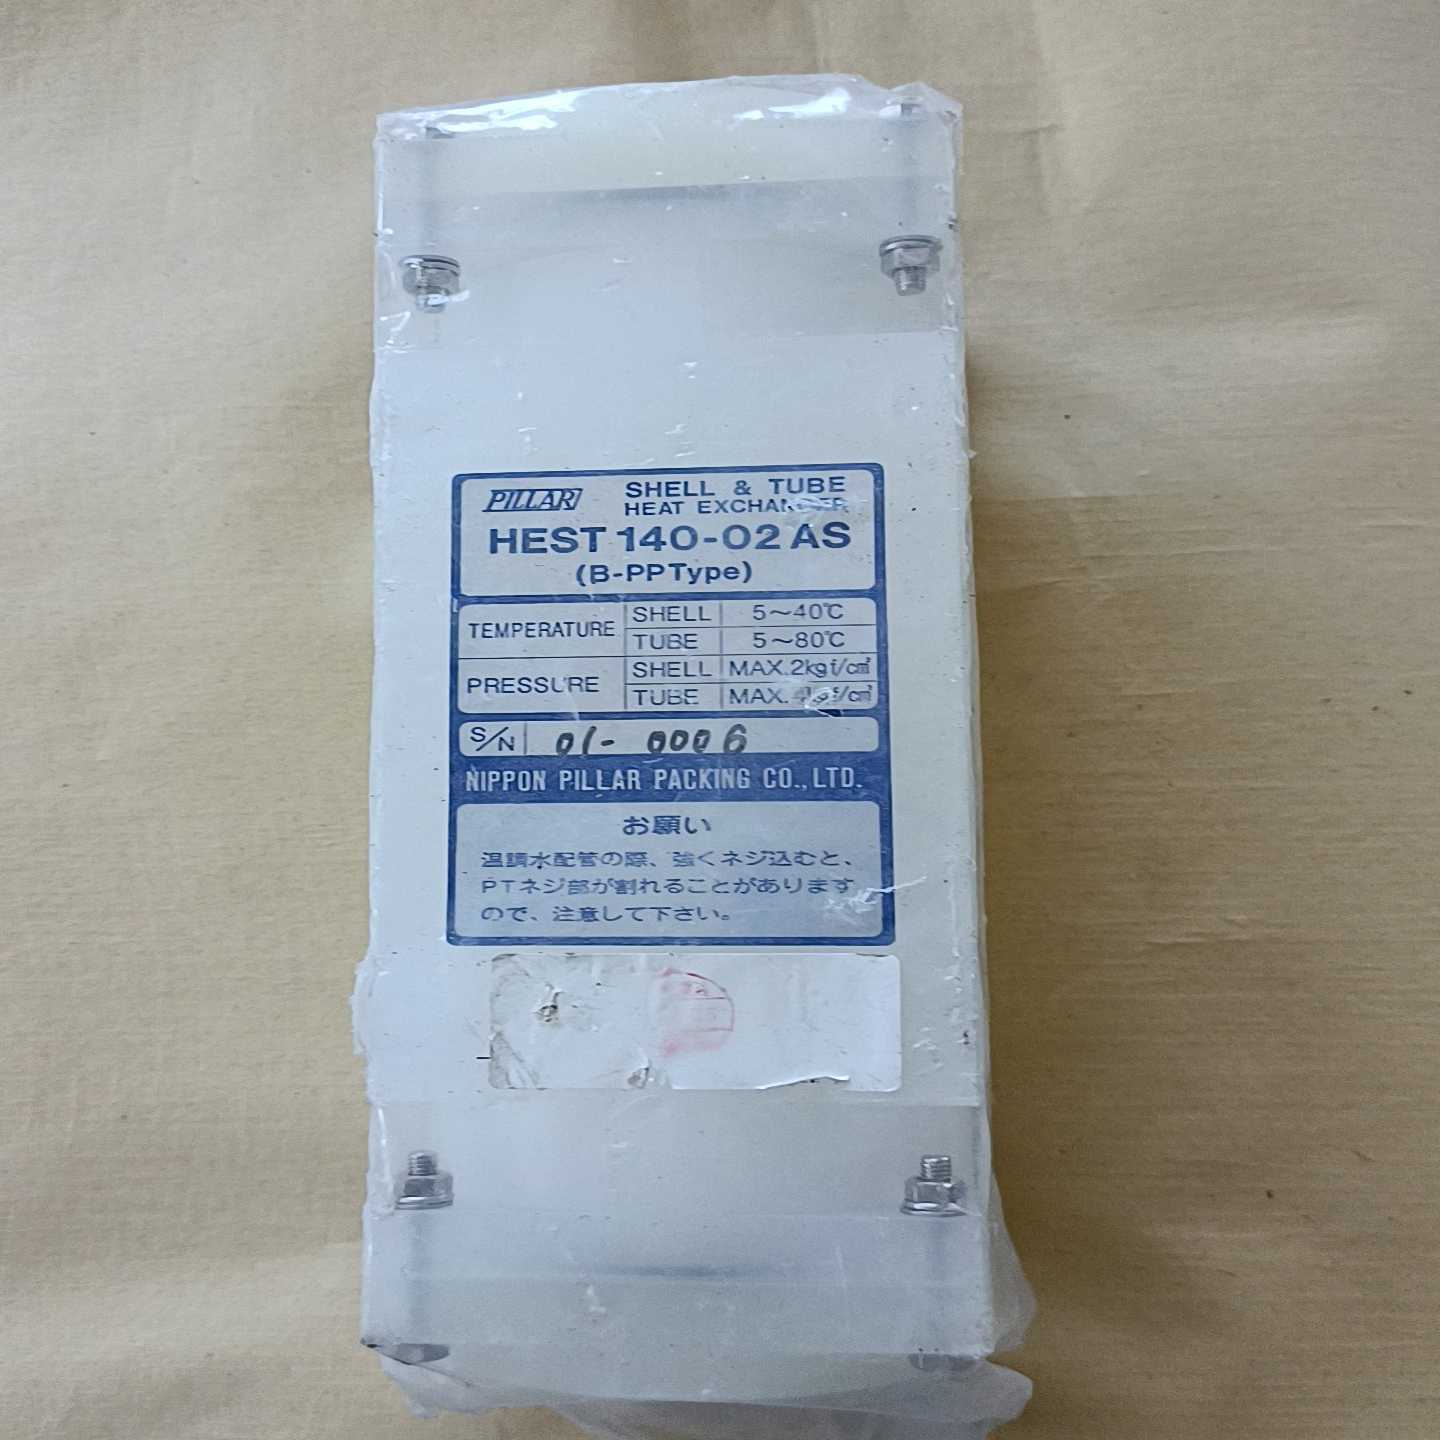 PILLAR
SHELL & TUBE
HEAT EXCHANGER
HEST 140-02 AS
(B-PP Type)
TEMPERATURE SHELL 5～40℃
TUBE 5～80℃
PRESSURE SHELL MAX.2kgf/cm²
TUBE MAX.4kgf/cm²
S/N 01-0006
NIPPON PILLAR PACKING CO.,LTD.
お願い
温調水配管の際、強くネジ込むと、
PTネジ部が割れることがあります
ので、注意して下さい。